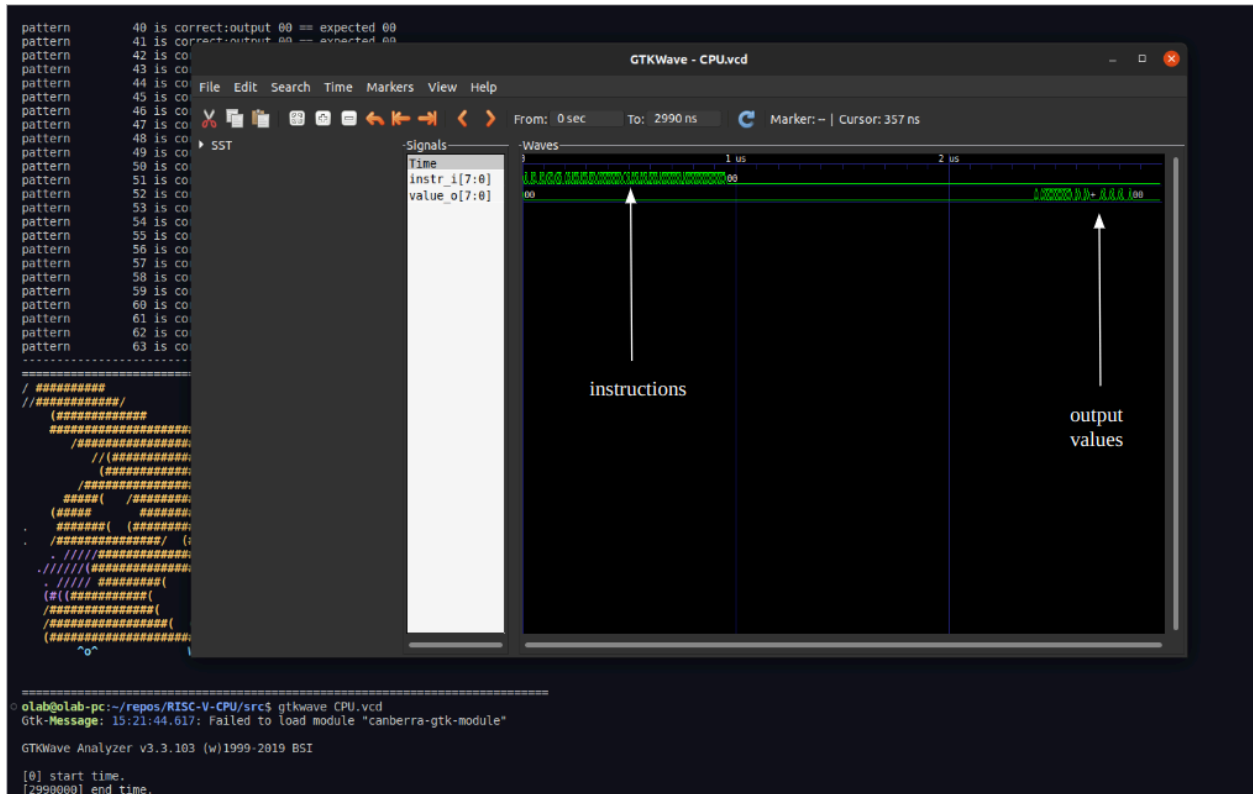 pattern 40 is correct:output 00 == expected 00
pattern 41 is correct:output 00 == expected 00
pattern 42 is co
pattern 43 is co
pattern 44 is co
pattern 45 is co
pattern 46 is co
pattern 47 is co
pattern 48 is co
pattern 49 is co
pattern 50 is co
pattern 51 is co
pattern 52 is co
pattern 53 is co
pattern 54 is co
pattern 55 is co
pattern 56 is co
pattern 57 is co
pattern 58 is co
pattern 59 is co
pattern 60 is co
pattern 61 is co
pattern 62 is co
pattern 63 is co
GTKWave - CPU.vcd
File Edit Search Time Markers View Help
From: 0 sec To: 2990 ns Marker: -- | Cursor: 357 ns
SST
Signals
Waves
Time
1 us 2 us
instr_i[7:0]
00
value_o[7:0]
00
00
instructions
output
values
^o^
olab@olab-pc:~/repos/RISC-V-CPU/src$ gtkwave CPU.vcd
Gtk-Message: 15:21:44.617: Failed to load module "canberra-gtk-module"
GTKWave Analyzer v3.3.103 (w)1999-2019 BSI
[0] start time.
[2990000] end time.